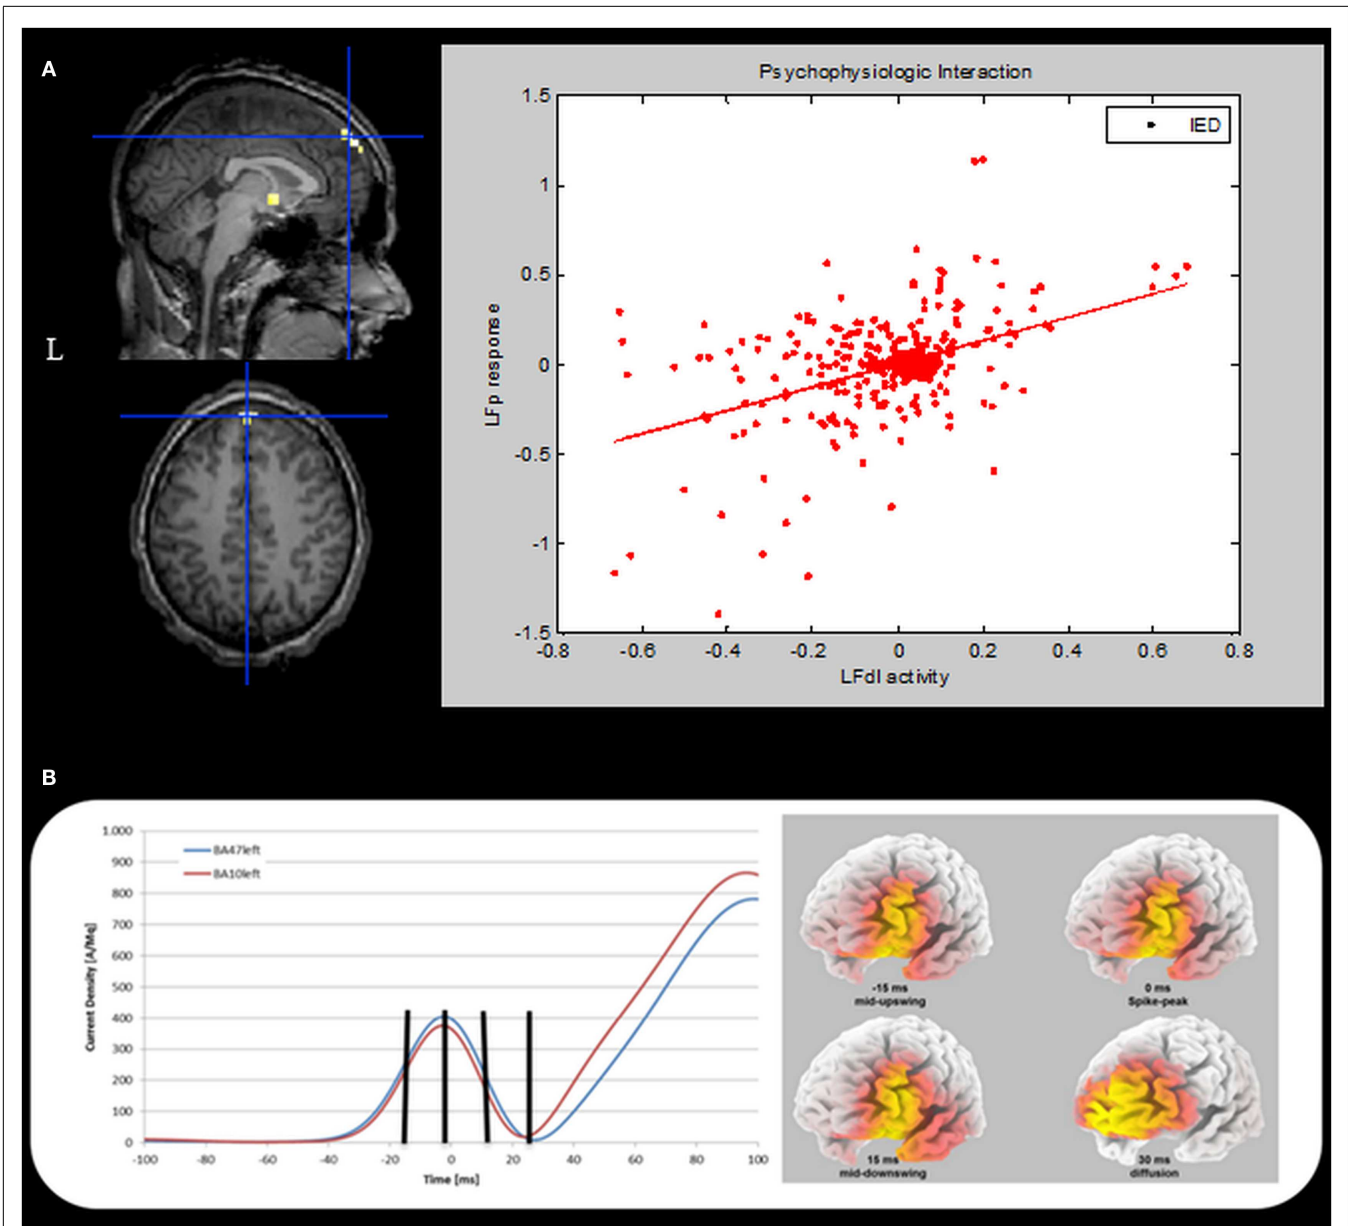 A
Psychophysiologic Interaction
1.5
IED
1
0.5
LFp response
0
-0.5
-1
-1.5
-0.8 -0.6 -0.4 -0.2 0 0.2 0.4 0.6 0.8
LFdl activity
L
B
1.000
900
800
700
600
500
400
300
200
100
0
BA47left
BA10left
Current Density [A/Mq]
-100 -80 -60 -40 -20 0 20 40 60 80 100
Time [ms]
-15 ms
mid-upswing
0 ms
Spike-peak
15 ms
mid-downswing
30 ms
diffusion